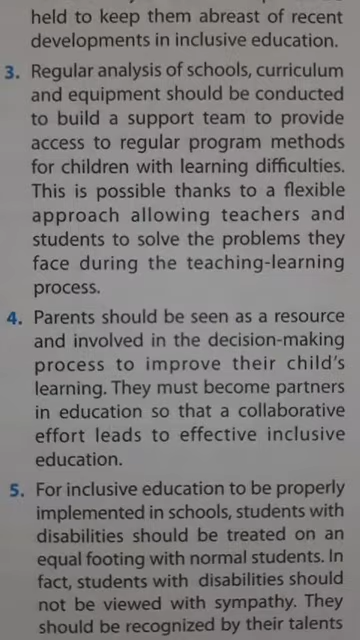 held to keep them abreast of recent
developments in inclusive education.
3. Regular analysis of schools, curriculum
and equipment should be conducted
to build a support team to provide
access to regular program methods
for children with learning difficulties.
This is possible thanks to a flexible
approach allowing teachers and
students to solve the problems they
face during the teaching-learning
process.
4. Parents should be seen as a resource
and involved in the decision-making
process to improve their child's
learning. They must become partners
in education so that a collaborative
effort leads to effective inclusive
education.
5. For inclusive education to be properly
implemented in schools, students with
disabilities should be treated on an
equal footing with normal students. In
fact, students with disabilities should
not be viewed with sympathy. They
should be recognized by their talents